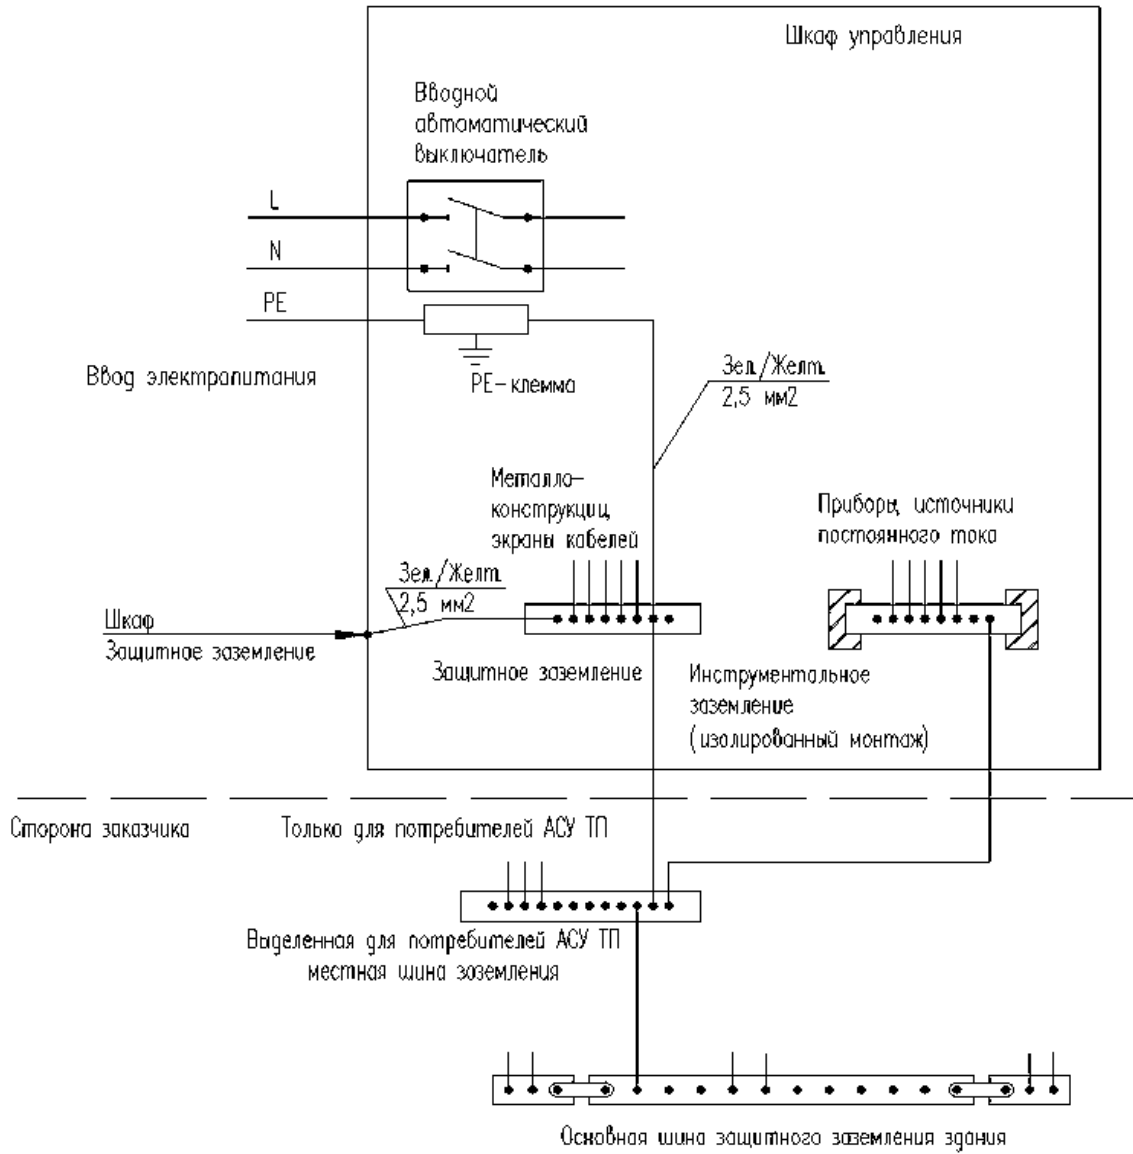 Шкаф управления
Вводной
автоматический
выключатель
L
N
PE
Ввод электрапитания
PE-клемма
Зел./Желт.
2,5 мм2
Металло-
конструкции,
экраны кабелей
Приборы, источники
постоянного тока
Зел./Желт.
2,5 мм2
Шкаф
Защитное заземление
Защитное заземление
Инструментальное
заземление
(изолированный монтаж)
Сторона заказчика
Только для потребителей АСУ ТП
Выделенная для потребителей АСУ ТП
местная шина заземления
Основная шина защитного заземления здания